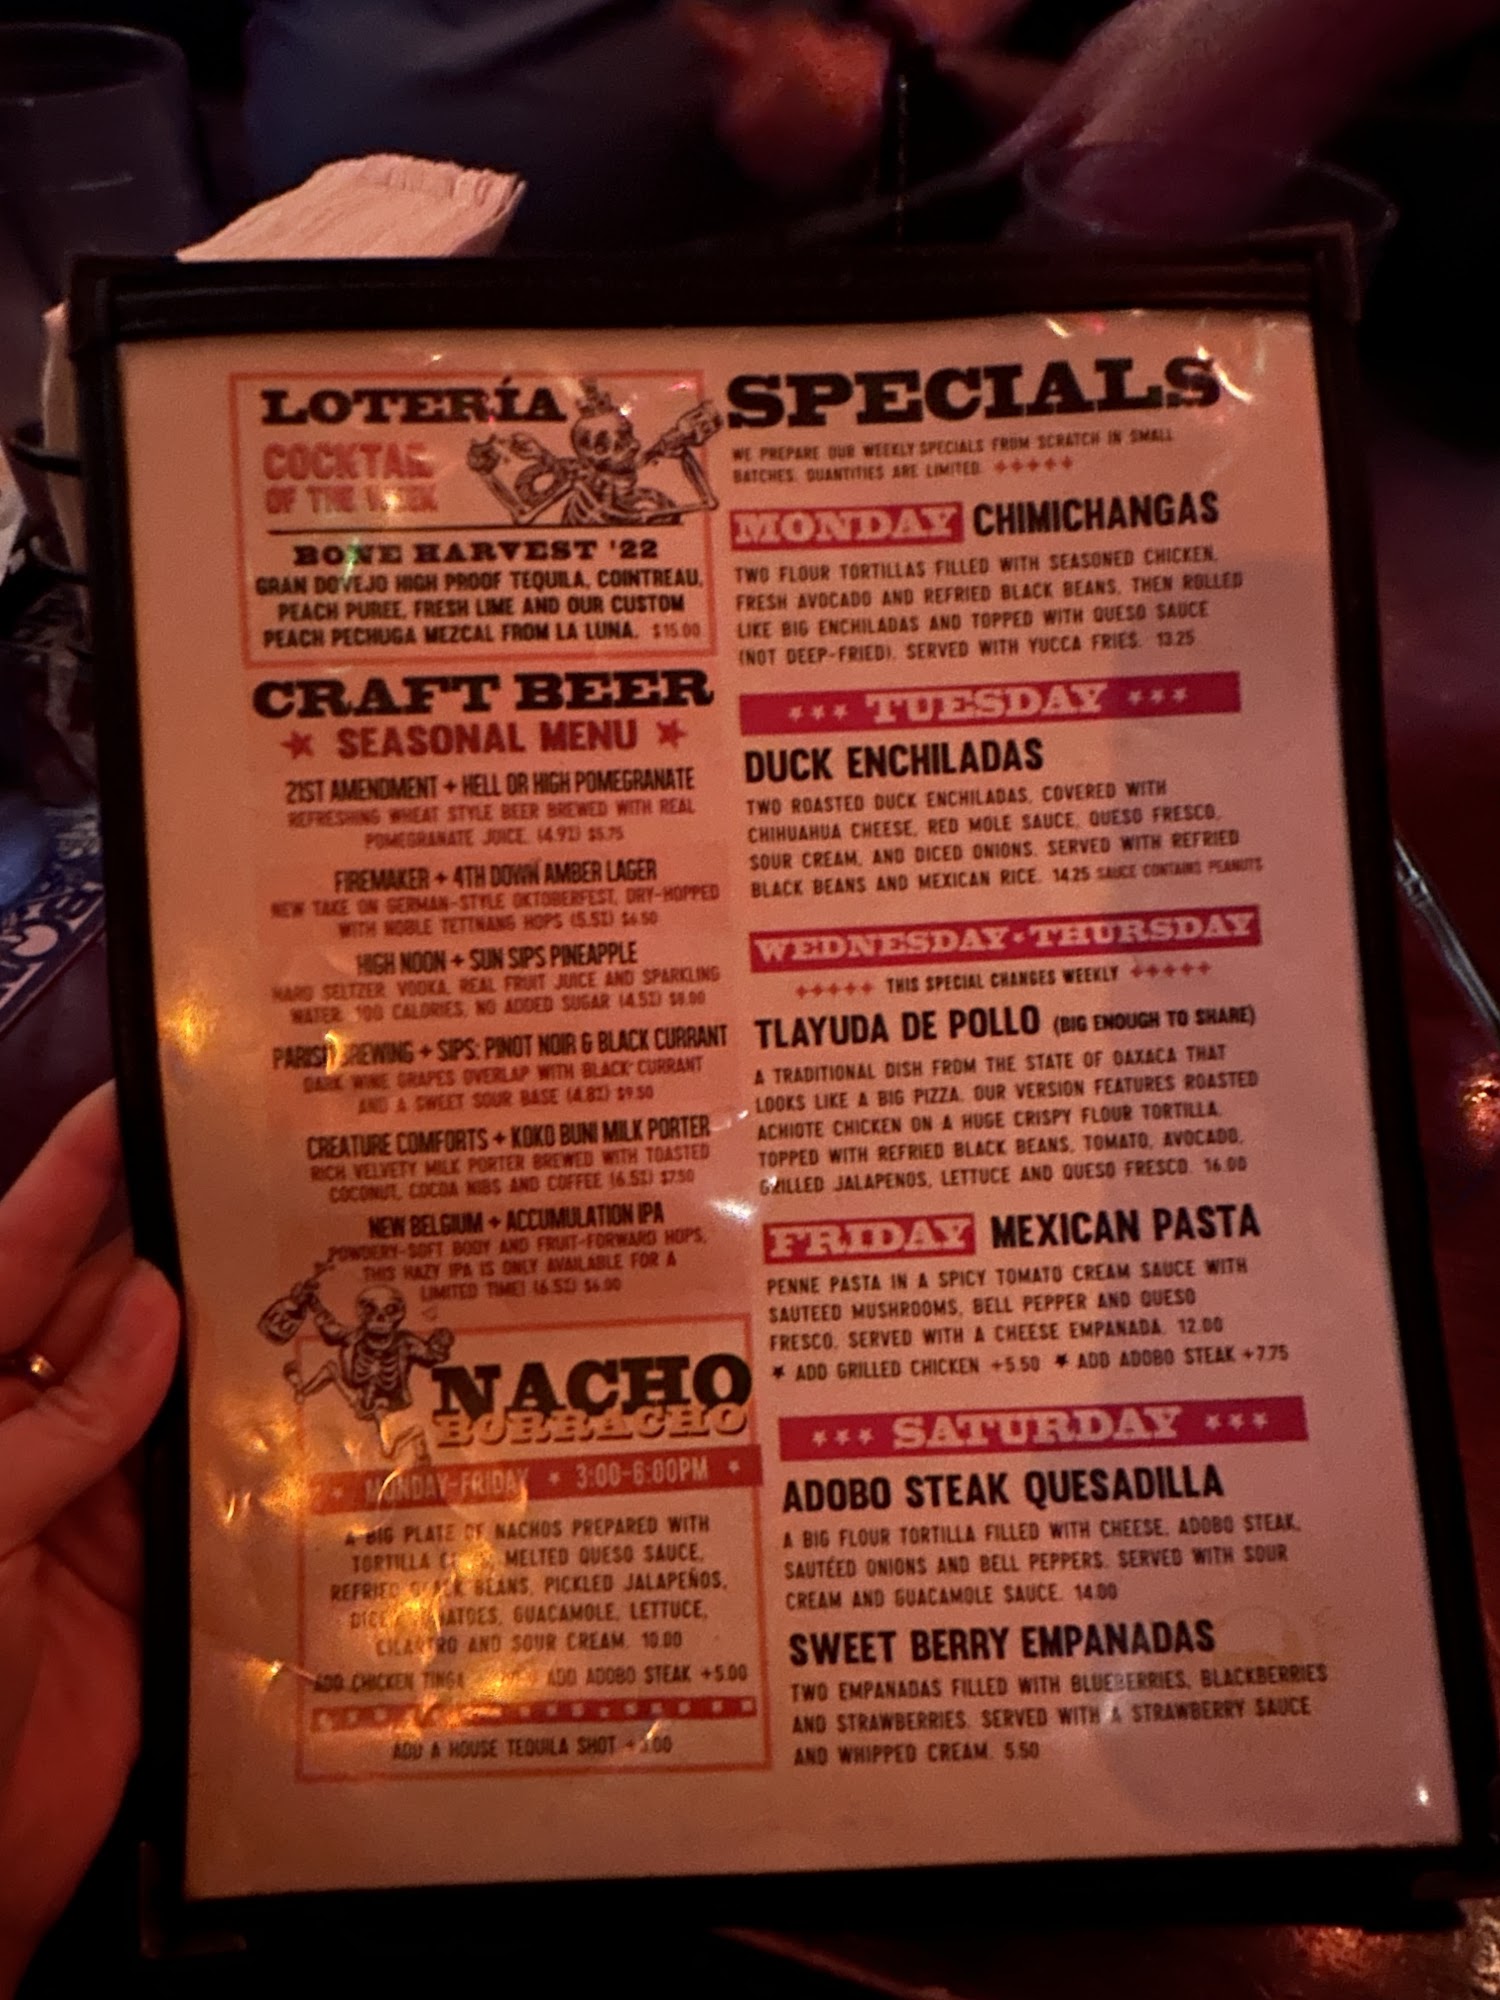 LOTERÍA
COCKTAIL
OF THE WEEK
BONE HARVEST '22
GRAN DOVEJO HIGH PROOF TEQUILA, COINTREAU,
PEACH PUREE, FRESH LIME AND OUR CUSTOM
PEACH PECHUGA MEZCAL FROM LA LUNA. $15.00
CRAFT BEER
SEASONAL MENU
21ST AMENDMENT + HELL OR HIGH POMEGRANATE
REFRESHING WHEAT STYLE BEER BREWED WITH REAL
POMEGRANATE JUICE. (4.9%) $5.75
FIREMAKER + 4TH DOWN AMBER LAGER
NEW TAKE ON GERMAN-STYLE OKTOBERFEST, DRY-HOPPED
WITH NOBLE TETTNANG HOPS (5.5%) $6.50
HIGH NOON + SUN SIPS PINEAPPLE
HARD SELTZER VODKA, REAL FRUIT JUICE AND SPARKLING
WATER. 100 CALORIES, NO ADDED SUGAR (4.5%) $8.00
PARISH BREWING + SIPS: PINOT NOIR & BLACK CURRANT
DARK WINE GRAPES OVERLAP WITH BLACK CURRANT
AND A SWEET SOUR BASE (4.8%) $9.50
CREATURE COMFORTS + KOKO BUNI MILK PORTER
RICH VELVETY MILK PORTER BREWED WITH TOASTED
COCONUT, COCOA NIBS AND COFFEE (6.5%) $7.50
NEW BELGIUM + ACCUMULATION IPA
POWDERY-SOFT BODY AND FRUIT-FORWARD HOPS,
THIS HAZY IPA IS ONLY AVAILABLE FOR A
LIMITED TIME! (6.5%) $6.00
NACHO
BORRACHO
MONDAY-FRIDAY * 3:00-6:00PM
A BIG PLATE OF NACHOS PREPARED WITH
TORTILLA MELTED QUESO SAUCE,
REFRIED BLACK BEANS, PICKLED JALAPEÑOS,
DICED TOMATOES, GUACAMOLE, LETTUCE,
CILANTRO AND SOUR CREAM. 10.00
ADD CHICKEN TINGA ADD ADOBO STEAK +5.00
ADD A HOUSE TEQUILA SHOT
SPECIALS
WE PREPARE OUR WEEKLY SPECIALS FROM SCRATCH IN SMALL
BATCHES. QUANTITIES ARE LIMITED.
MONDAY CHIMICHANGAS
TWO FLOUR TORTILLAS FILLED WITH SEASONED CHICKEN,
FRESH AVOCADO AND REFRIED BLACK BEANS, THEN ROLLED
LIKE BIG ENCHILADAS AND TOPPED WITH QUESO SAUCE
(NOT DEEP-FRIED). SERVED WITH YUCCA FRIES. 13.25
TUESDAY
DUCK ENCHILADAS
TWO ROASTED DUCK ENCHILADAS, COVERED WITH
CHIHUAHUA CHEESE, RED MOLE SAUCE, QUESO FRESCO,
SOUR CREAM, AND DICED ONIONS. SERVED WITH REFRIED
BLACK BEANS AND MEXICAN RICE. 14.25 SAUCE CONTAINS PEANUTS
WEDNESDAY·THURSDAY
THIS SPECIAL CHANGES WEEKLY
TLAYUDA DE POLLO (BIG ENOUGH TO SHARE)
A TRADITIONAL DISH FROM THE STATE OF OAXACA THAT
LOOKS LIKE A BIG PIZZA. OUR VERSION FEATURES ROASTED
ACHIOTE CHICKEN ON A HUGE CRISPY FLOUR TORTILLA,
TOPPED WITH REFRIED BLACK BEANS, TOMATO, AVOCADO,
GRILLED JALAPENOS, LETTUCE AND QUESO FRESCO. 16.00
FRIDAY MEXICAN PASTA
PENNE PASTA IN A SPICY TOMATO CREAM SAUCE WITH
SAUTEED MUSHROOMS, BELL PEPPER AND QUESO
FRESCO, SERVED WITH A CHEESE EMPANADA. 12.00
* ADD GRILLED CHICKEN +5.50 * ADD ADOBO STEAK +7.75
SATURDAY
ADOBO STEAK QUESADILLA
A BIG FLOUR TORTILLA FILLED WITH CHEESE, ADOBO STEAK,
SAUTÉED ONIONS AND BELL PEPPERS. SERVED WITH SOUR
CREAM AND GUACAMOLE SAUCE. 14.00
SWEET BERRY EMPANADAS
TWO EMPANADAS FILLED WITH BLUEBERRIES, BLACKBERRIES
AND STRAWBERRIES. SERVED WITH A STRAWBERRY SAUCE
AND WHIPPED CREAM. 5.50